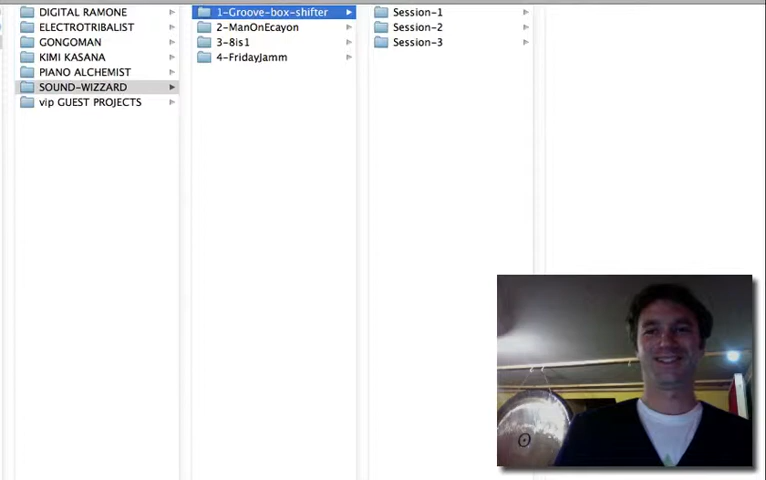 DIGITAL RAMONE
ELECTROTRIBALIST
GONGOMAN
KIMI KASANA
PIANO ALCHEMIST
SOUND-WIZZARD
vip GUEST PROJECTS
1-Groove-box-shifter
2-ManOnEcayon
3-8is1
4-FridayJamm
Session-1
Session-2
Session-3